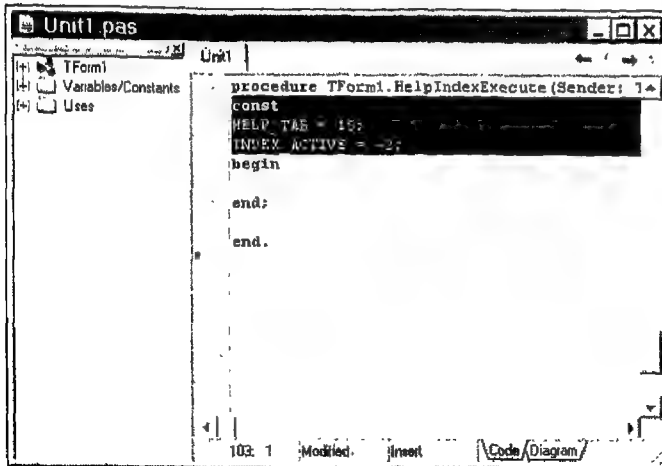 Unit1.pas
Unit1
TForm1
Variables/Constants
Uses
procedure TForm1.HelpIndexExecute(Sender:
const
HELP_TAB = 15;
INDEX_ACTIVE = -2;
begin
end;
end.
103: 1 Modified Insert Code Diagram